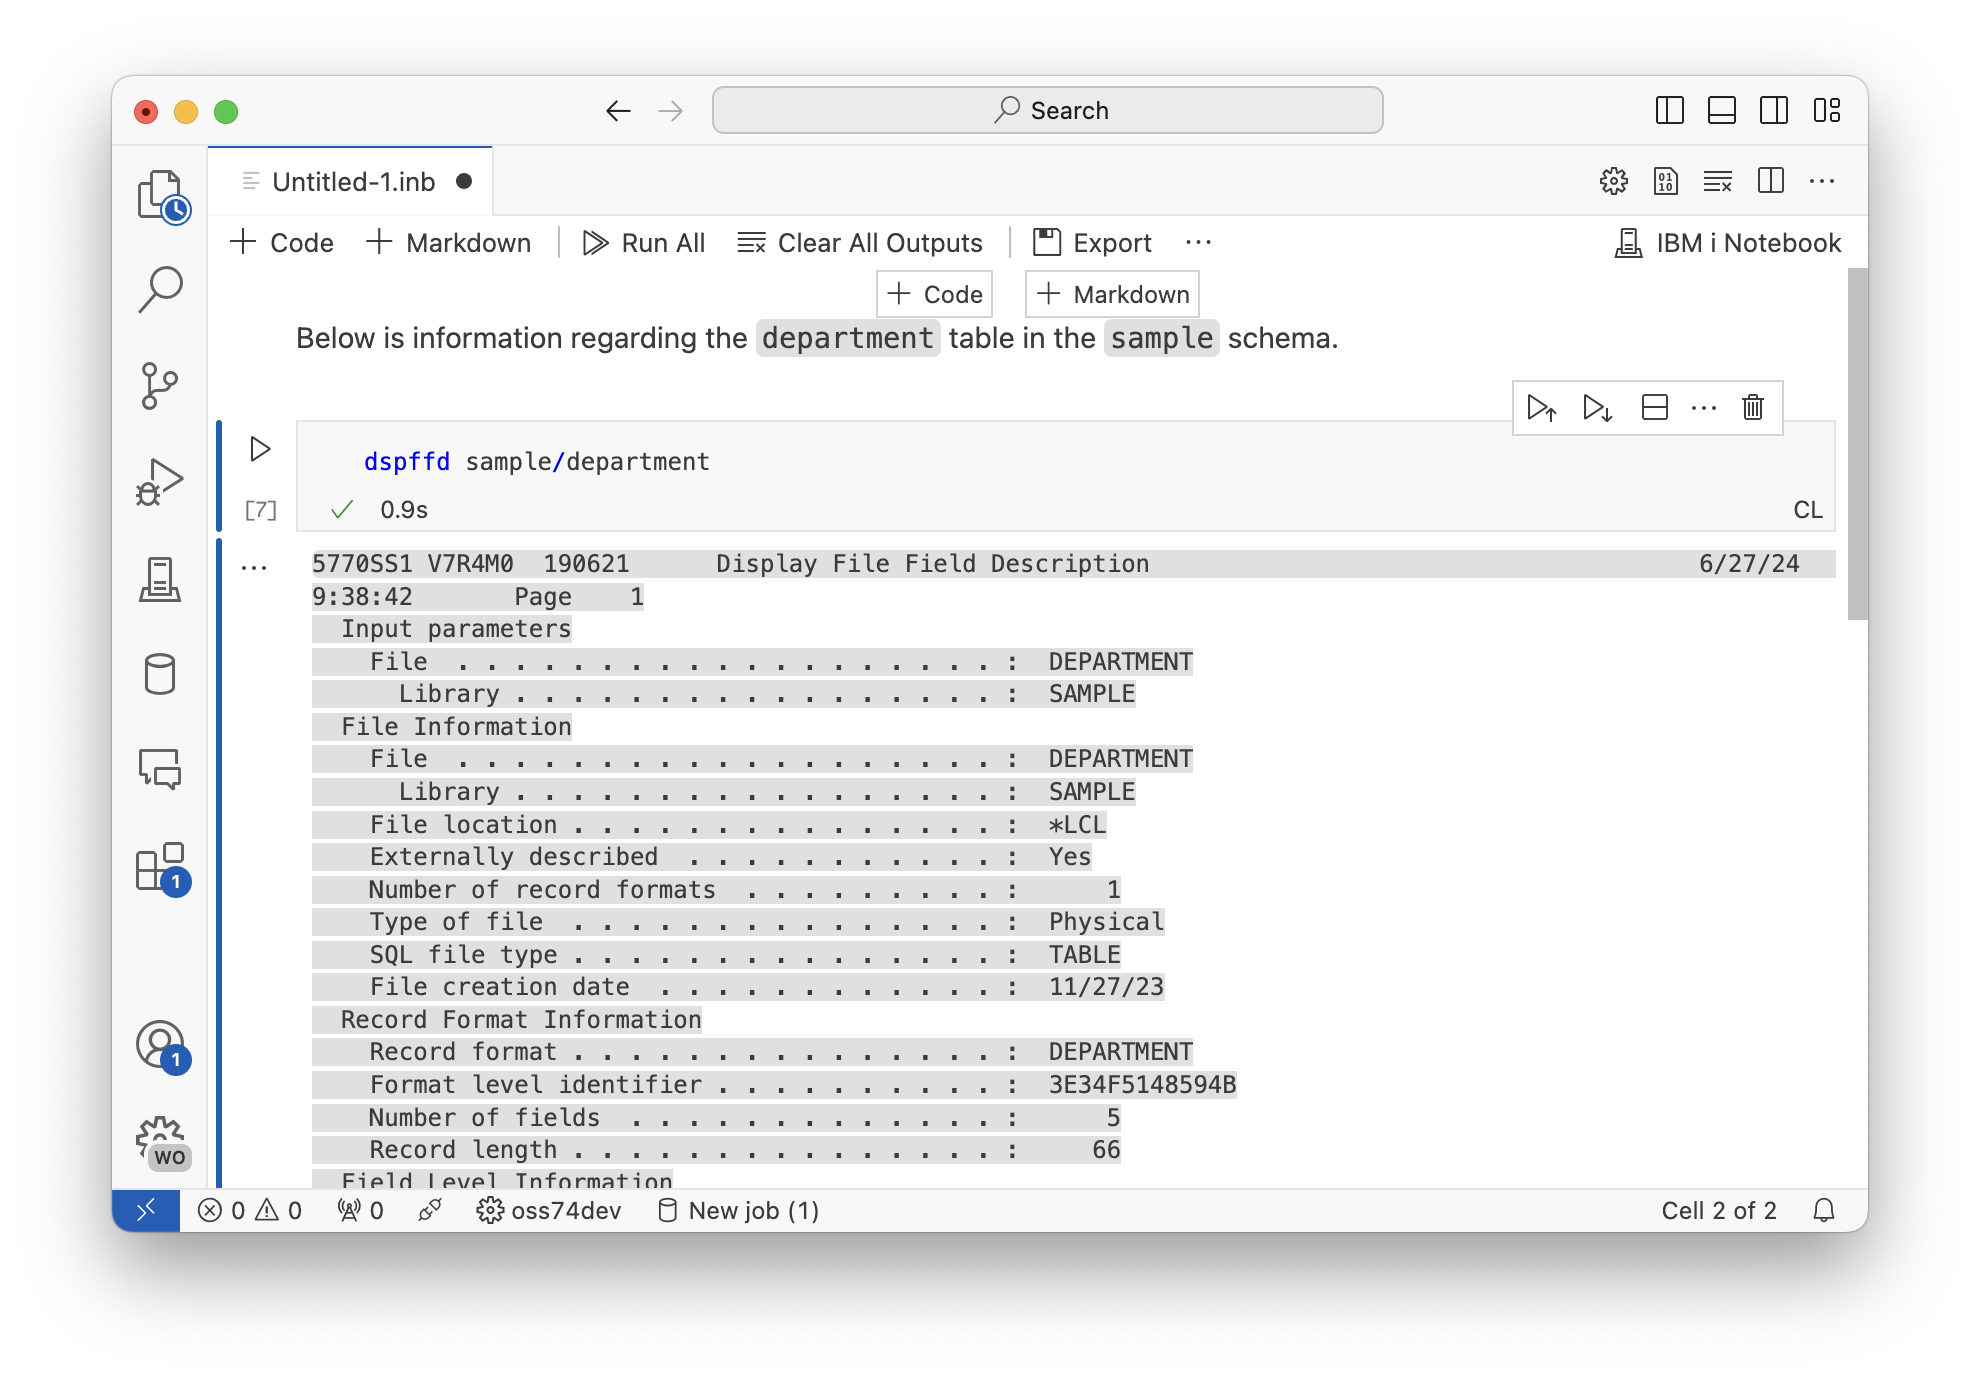 Search
Untitled-1.inb
Code Markdown Run All Clear All Outputs Export ··· IBM i Notebook
Code Markdown
Below is information regarding the department table in the sample schema.
dspffd sample/department
[7] 0.9s CL
5770SS1 V7R4M0  190621      Display File Field Description                                      6/27/24
9:38:42       Page    1
  Input parameters
    File  . . . . . . . . . . . . . . . . . . . :  DEPARTMENT
      Library . . . . . . . . . . . . . . . . . :  SAMPLE
  File Information
    File  . . . . . . . . . . . . . . . . . . . :  DEPARTMENT
      Library . . . . . . . . . . . . . . . . . :  SAMPLE
    File location . . . . . . . . . . . . . . . :  *LCL
    Externally described  . . . . . . . . . . . :  Yes
    Number of record formats  . . . . . . . . . :      1
    Type of file  . . . . . . . . . . . . . . . :  Physical
    SQL file type . . . . . . . . . . . . . . . :  TABLE
    File creation date  . . . . . . . . . . . . :  11/27/23
  Record Format Information
    Record format . . . . . . . . . . . . . . . :  DEPARTMENT
    Format level identifier . . . . . . . . . . :  3E34F5148594B
    Number of fields  . . . . . . . . . . . . . :      5
    Record length . . . . . . . . . . . . . . . :     66
  Field Level Information
1
1
WO
0 0 0 oss74dev New job (1) Cell 2 of 2